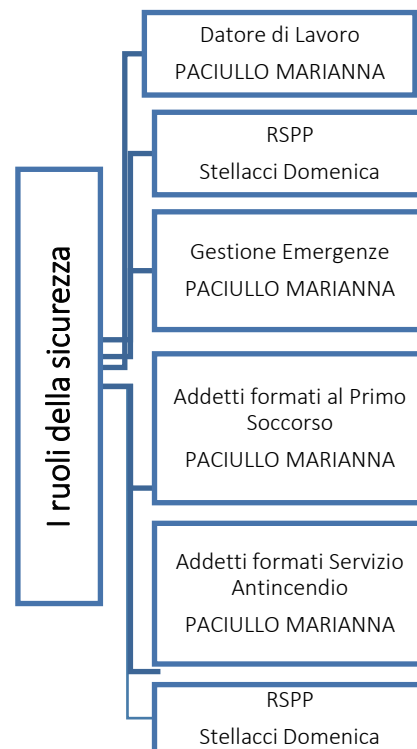 Datore di Lavoro
PACIULLO MARIANNA
RSPP
Stellacci Domenica
I ruoli della sicurezza
Gestione Emergenze
PACIULLO MARIANNA
Addetti formati al Primo
Soccorso
PACIULLO MARIANNA
Addetti formati Servizio
Antincendio
PACIULLO MARIANNA
RSPP
Stellacci Domenica